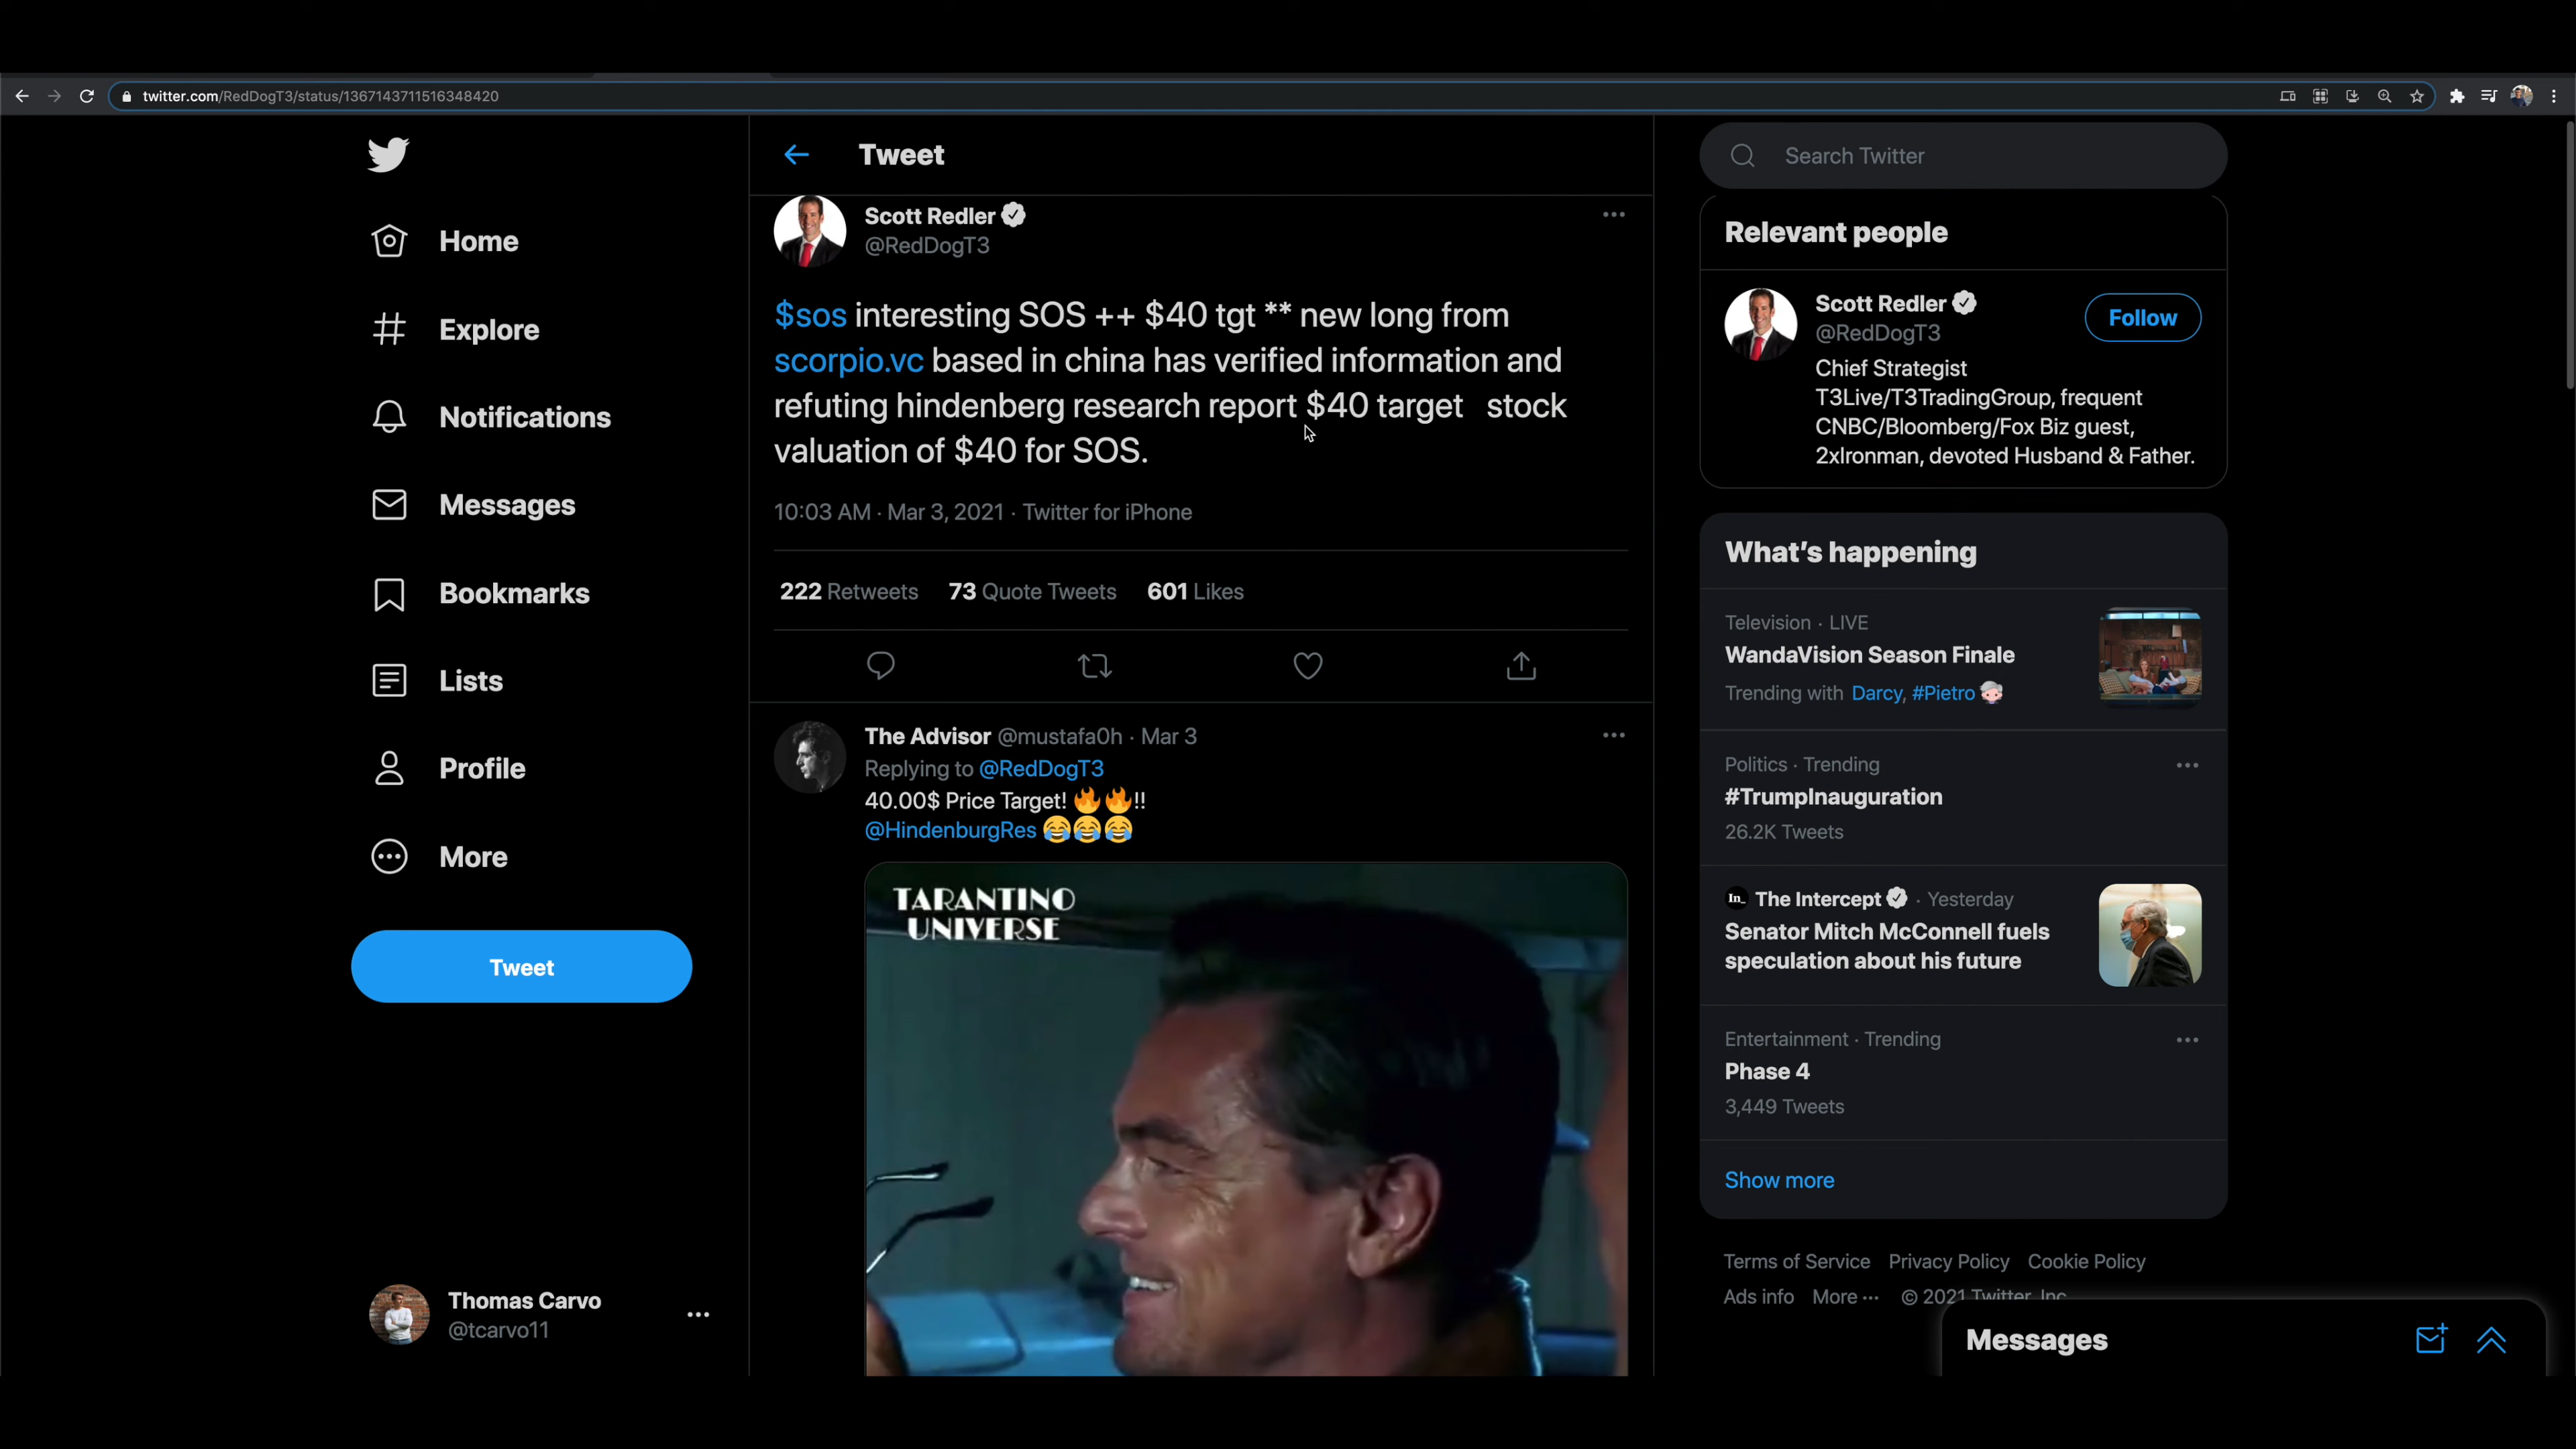 twitter.com/RedDogT3/status/1367143711516348420
Home
Explore
Notifications
Messages
Bookmarks
Lists
Profile
More
Tweet
Thomas Carvo
@tcarvo11
Tweet
Scott Redler
@RedDogT3
$sos interesting SOS ++ $40 tgt ** new long from
scorpio.vc based in china has verified information and
refuting hindenberg research report $40 target stock
valuation of $40 for SOS.
10:03 AM · Mar 3, 2021 · Twitter for iPhone
222 Retweets 73 Quote Tweets 601 Likes
The Advisor @mustafa0h · Mar 3
Replying to @RedDogT3
40.00$ Price Target! 🔥🔥!!
@HindenburgRes 😂😂😂
TARANTINO
UNIVERSE
Search Twitter
Relevant people
Scott Redler
@RedDogT3
Follow
Chief Strategist
T3Live/T3TradingGroup, frequent
CNBC/Bloomberg/Fox Biz guest,
2xIronman, devoted Husband & Father.
What's happening
Television · LIVE
WandaVision Season Finale
Trending with Darcy, #Pietro
Politics · Trending
#TrumpInauguration
26.2K Tweets
In_ The Intercept · Yesterday
Senator Mitch McConnell fuels
speculation about his future
Entertainment · Trending
Phase 4
3,449 Tweets
Show more
Terms of Service Privacy Policy Cookie Policy
Ads info More ··· © 2021 Twitter, Inc.
Messages